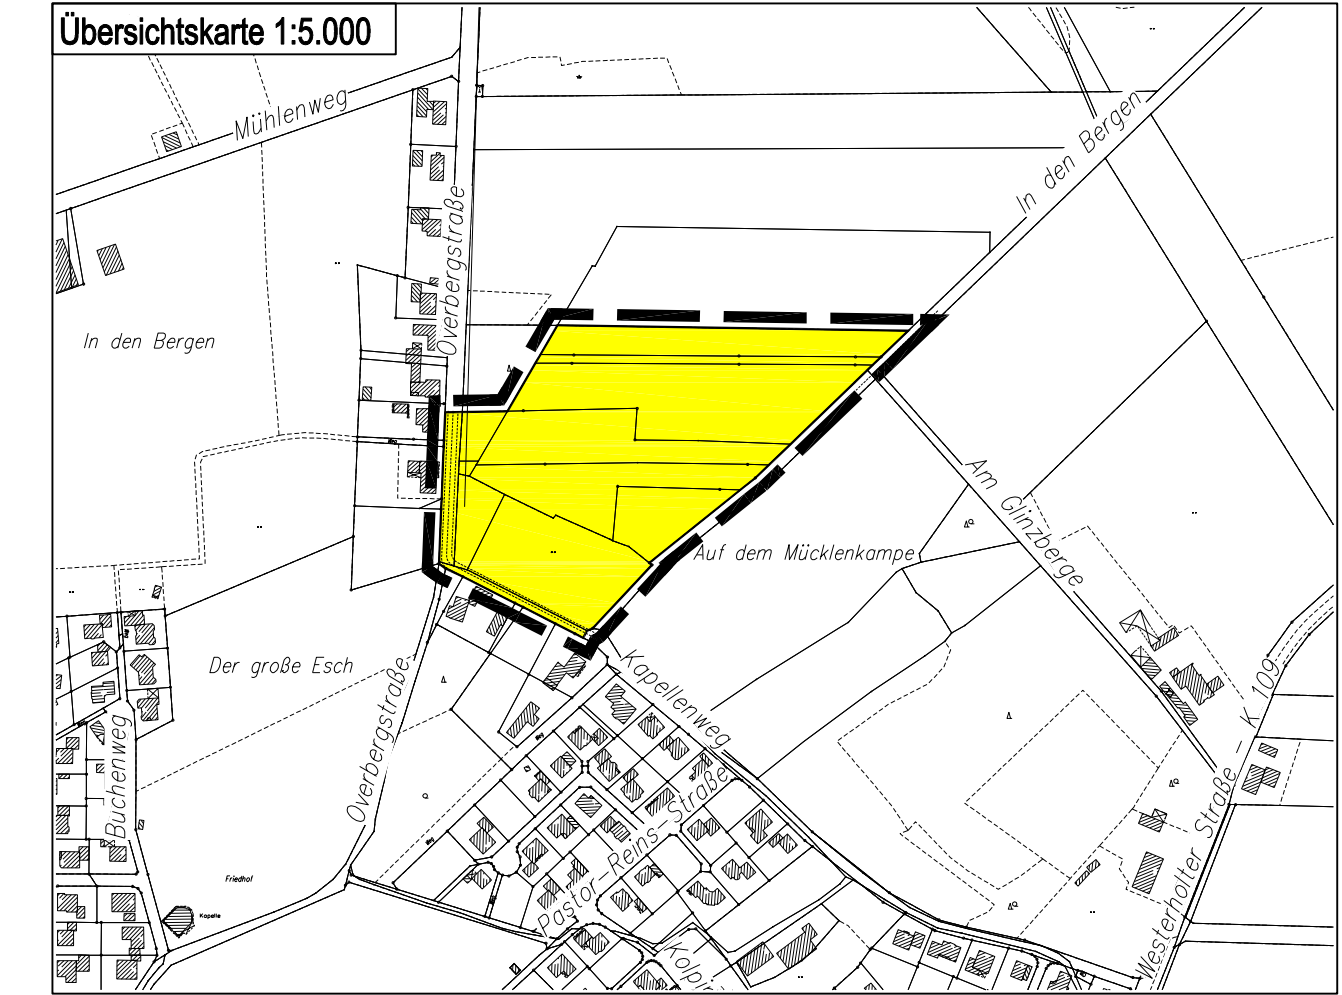 Übersichtskarte 1:5.000
Mühlenweg
In den Bergen
Overbergstraße
In den Bergen
Am Glinzberge
Auf dem Mücklenkampe
Der große Esch
Kapellenweg
K 109
Overbergstraße
Buchenweg
Pastor-Reins-Straße
Westerholter Straße
Friedhof
Kapelle
Kolpin